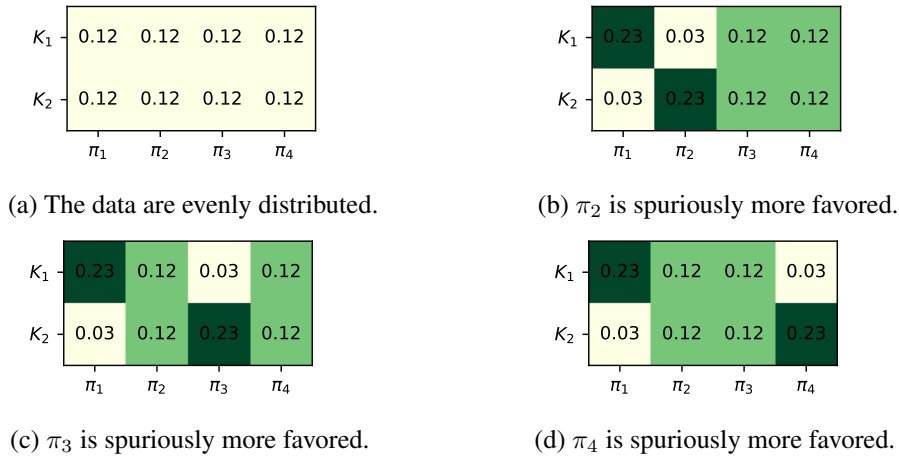 K₁ 0.12 0.12 0.12 0.12
K₂ 0.12 0.12 0.12 0.12
π₁ π₂ π₃ π₄
(a) The data are evenly distributed.
K₁ 0.23 0.03 0.12 0.12
K₂ 0.03 0.23 0.12 0.12
π₁ π₂ π₃ π₄
(b) π₂ is spuriously more favored.
K₁ 0.23 0.12 0.03 0.12
K₂ 0.03 0.12 0.23 0.12
π₁ π₂ π₃ π₄
(c) π₃ is spuriously more favored.
K₁ 0.23 0.12 0.12 0.03
K₂ 0.03 0.12 0.12 0.23
π₁ π₂ π₃ π₄
(d) π₄ is spuriously more favored.